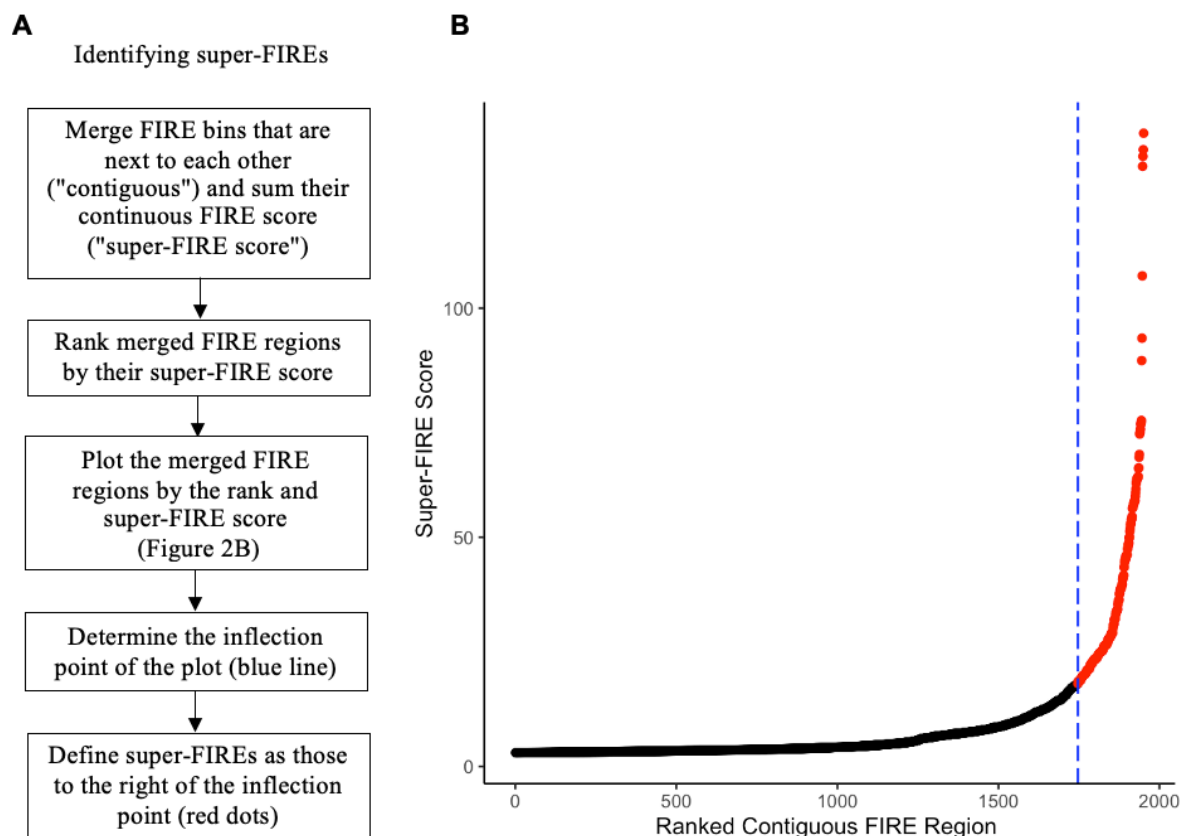 A
Identifying super-FIREs
Merge FIRE bins that are
next to each other
("contiguous") and sum their
continuous FIRE score
("super-FIRE score")
Rank merged FIRE regions
by their super-FIRE score
Plot the merged FIRE
regions by the rank and
super-FIRE score
(Figure 2B)
Determine the inflection
point of the plot (blue line)
Define super-FIREs as those
to the right of the inflection
point (red dots)
B
Super-FIRE Score
100
50
0
0 500 1000 1500 2000
Ranked Contiguous FIRE Region